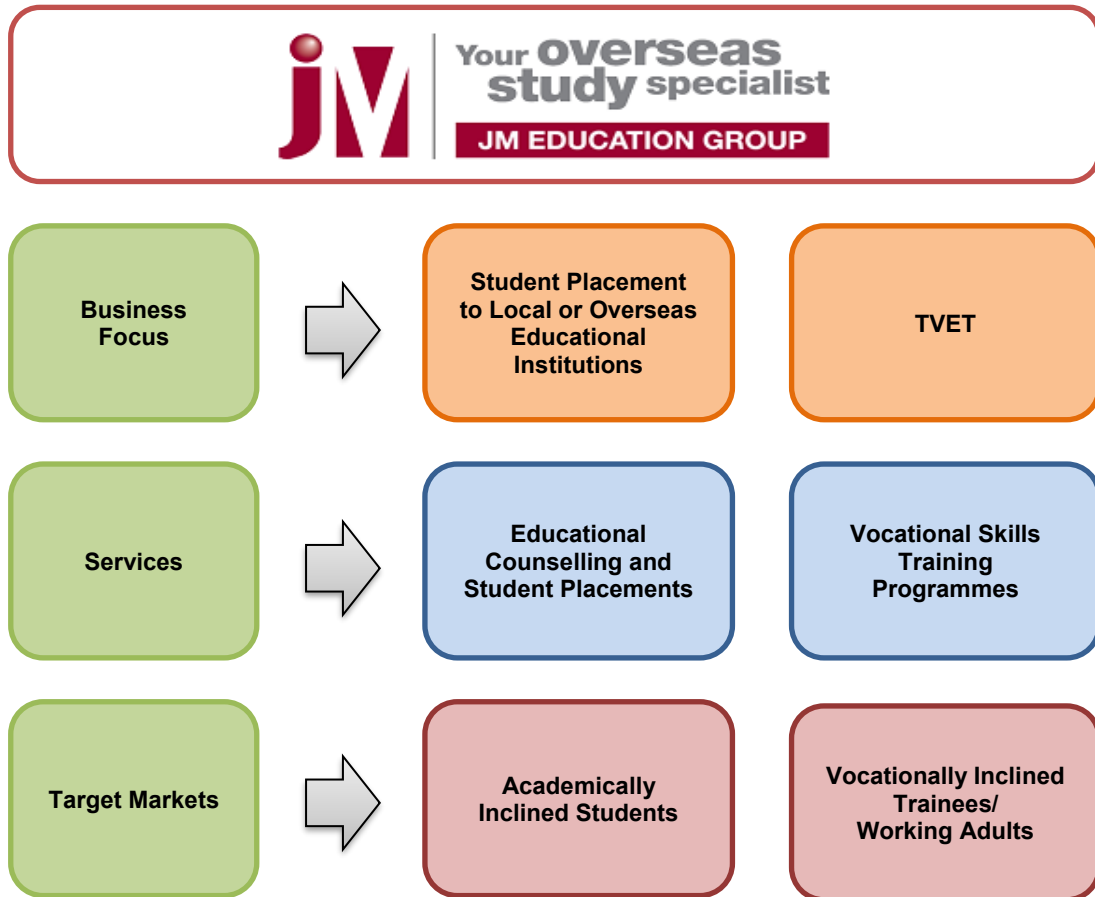 JM
Your overseas
study specialist
JM EDUCATION GROUP
Business
Focus
Student Placement
to Local or Overseas
Educational
Institutions
TVET
Services
Educational
Counselling and
Student Placements
Vocational Skills
Training
Programmes
Target Markets
Academically
Inclined Students
Vocationally Inclined
Trainees/
Working Adults